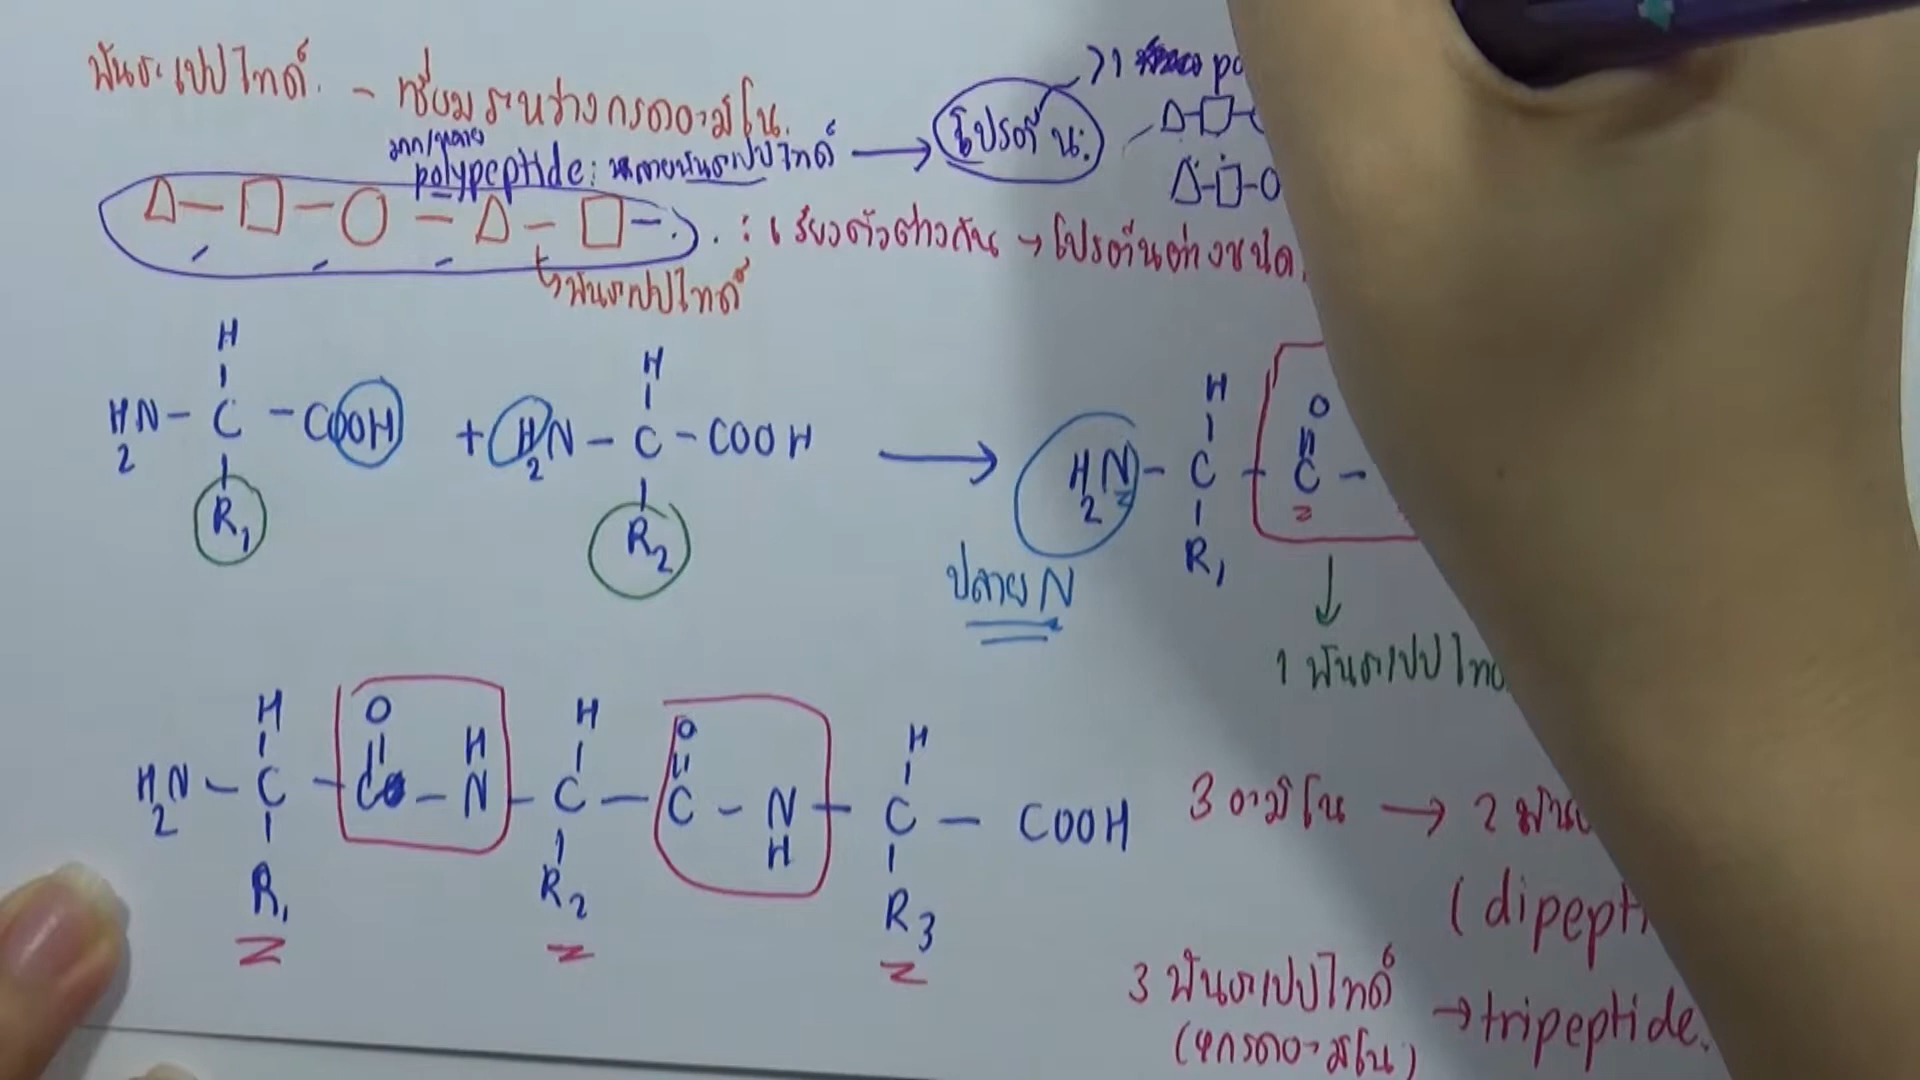 พันธะเปปไทด์ - เชื่อมระหว่างกรดอะมิโน
มาก/หลาย
polypeptide: หลายพันธะเปปไทด์ → โปรตีน
>1 po
: เรียงตัวต่างกัน → โปรตีนต่างชนิด
↳พันธะเปปไทด์
H
H₂N - C - COOH
R₁
H
+ H₂N - C - COOH →
R₂
H O
H₂N - C - C -
R₁
ปลาย N
1 พันธะเปปไท
H O H H O H
H₂N - C - C - N - C - C - N - C - COOH
R₁ R₂ H R₃
3 อะมิโน → 2 พัน
(dipept
3 พันธะเปปไทด์ → tripeptide.
(4กรดอะมิโน)